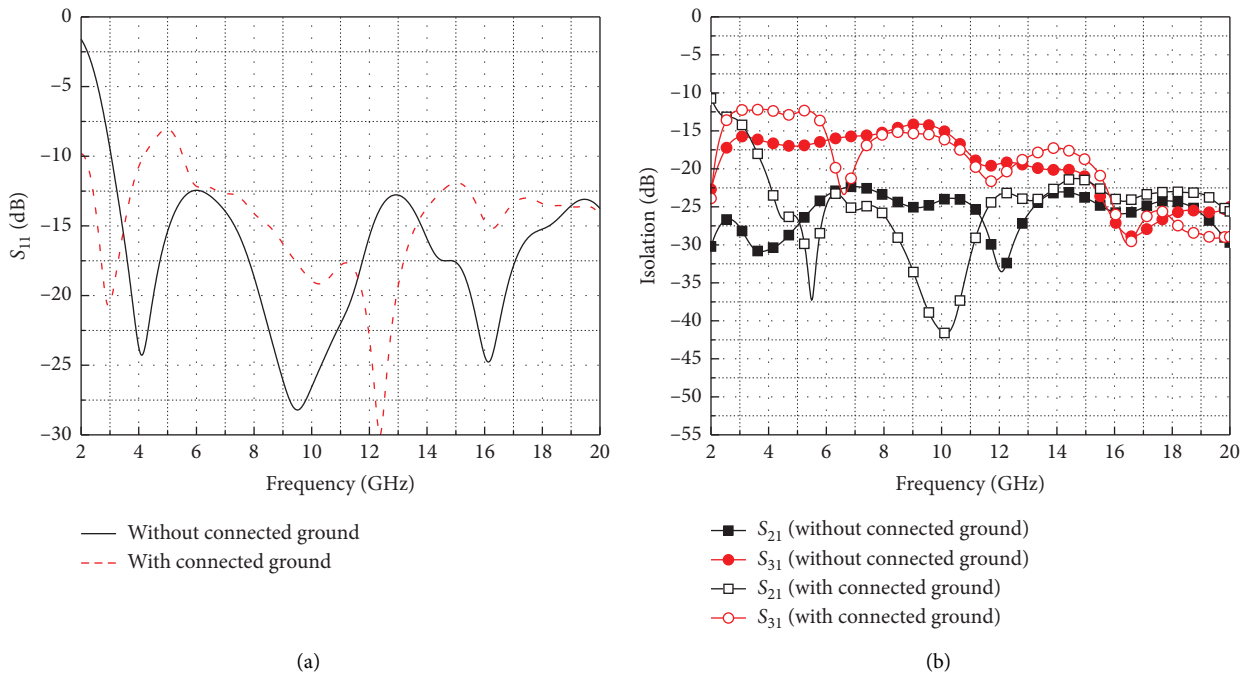 0
−5
−10
−15
−20
−25
−30
S11 (dB)
2 4 6 8 10 12 14 16 18 20
Frequency (GHz)
Without connected ground
With connected ground
(a)
0
−5
−10
−15
−20
−25
−30
−35
−40
−45
−50
−55
Isolation (dB)
2 4 6 8 10 12 14 16 18 20
Frequency (GHz)
S21 (without connected ground)
S31 (without connected ground)
S21 (with connected ground)
S31 (with connected ground)
(b)